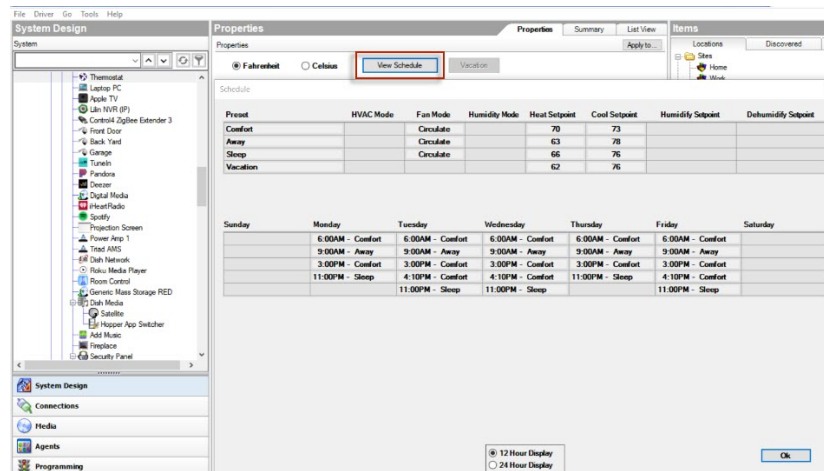 File Driver Go Tools Help
System Design
System
Thermostat
Laptop PC
Apple TV
Lilin NVR (IP)
Control4 ZigBee Extender 3
Front Door
Back Yard
Garage
TuneIn
Pandora
Deezer
Digital Media
iHeartRadio
Spotify
Projection Screen
Power Amp 1
Triad AMS
Dish Network
Roku Media Player
Room Control
Generic Mass Storage RED
Dish Media
Satellite
Hopper App Switcher
Add Music
Fireplace
Security Panel
System Design
Connections
Media
Agents
Programming
Properties Properties Summary List View
Properties Apply to...
Fahrenheit Celsius View Schedule Vacation
Items
Locations Discovered
Sites
Home
Work
Schedule
Preset HVAC Mode Fan Mode Humidity Mode Heat Setpoint Cool Setpoint Humidify Setpoint Dehumidify Setpoint
Comfort Circulate 70 73
Away Circulate 63 78
Sleep Circulate 66 76
Vacation 62 76
Sunday Monday Tuesday Wednesday Thursday Friday Saturday
6:00AM - Comfort 6:00AM - Comfort 6:00AM - Comfort 6:00AM - Comfort 6:00AM - Comfort
9:00AM - Away 9:00AM - Away 9:00AM - Away 9:00AM - Away 9:00AM - Away
3:00PM - Comfort 3:00PM - Comfort 3:00PM - Comfort 3:00PM - Comfort 3:00PM - Comfort
11:00PM - Sleep 4:10PM - Comfort 4:10PM - Comfort 11:00PM - Sleep 4:10PM - Comfort
11:00PM - Sleep 11:00PM - Sleep 11:00PM - Sleep
12 Hour Display
24 Hour Display
Ok